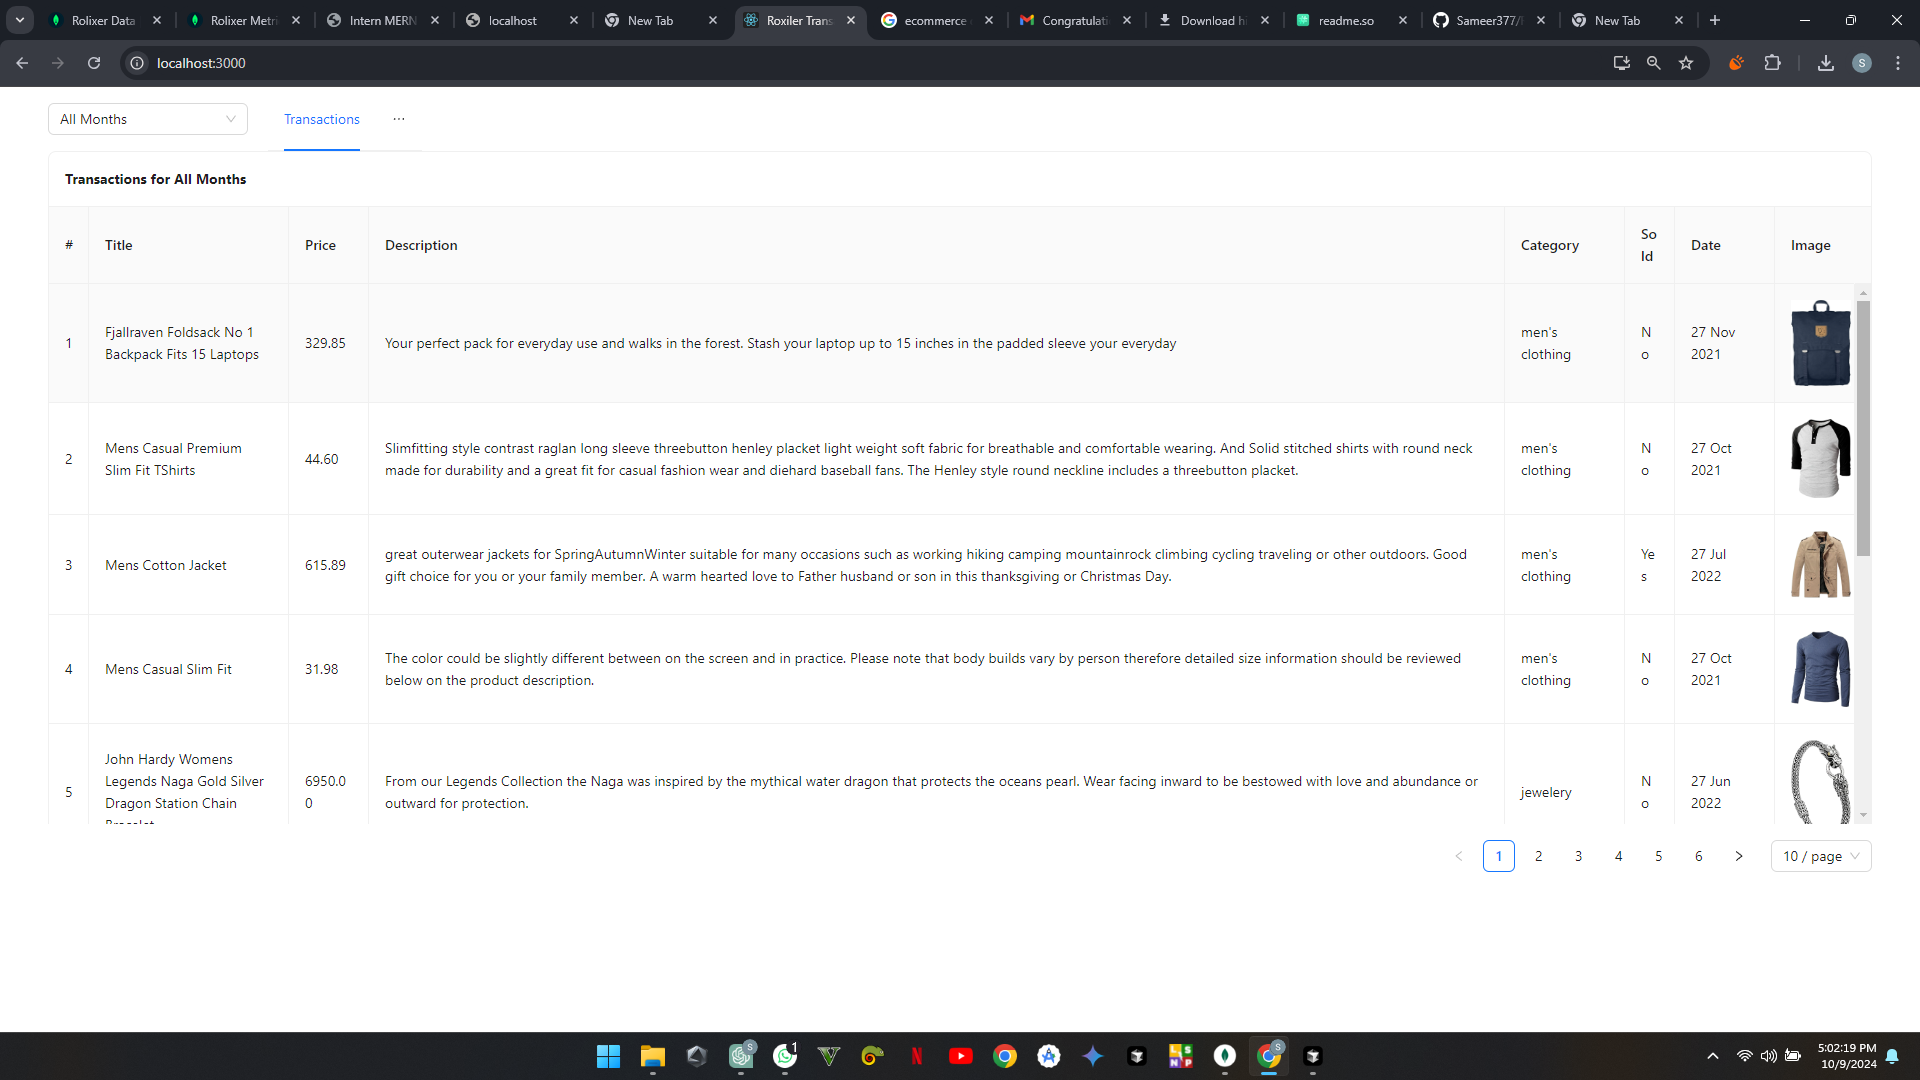 Rolixer Data
Rolixer Metri
Intern MERN
localhost
New Tab
Roxiler Trans
ecommerce
Congratulati
Download hi
readme.so
Sameer377/
New Tab
localhost:3000
S
All Months
Transactions
···
Transactions for All Months
#
Title
Price
Description
Category
So
ld
Date
Image
1
Fjallraven Foldsack No 1
Backpack Fits 15 Laptops
329.85
Your perfect pack for everyday use and walks in the forest. Stash your laptop up to 15 inches in the padded sleeve your everyday
men's
clothing
N
o
27 Nov
2021
2
Mens Casual Premium
Slim Fit TShirts
44.60
Slimfitting style contrast raglan long sleeve threebutton henley placket light weight soft fabric for breathable and comfortable wearing. And Solid stitched shirts with round neck
made for durability and a great fit for casual fashion wear and diehard baseball fans. The Henley style round neckline includes a threebutton placket.
men's
clothing
N
o
27 Oct
2021
3
Mens Cotton Jacket
615.89
great outerwear jackets for SpringAutumnWinter suitable for many occasions such as working hiking camping mountainrock climbing cycling traveling or other outdoors. Good
gift choice for you or your family member. A warm hearted love to Father husband or son in this thanksgiving or Christmas Day.
men's
clothing
Ye
s
27 Jul
2022
4
Mens Casual Slim Fit
31.98
The color could be slightly different between on the screen and in practice. Please note that body builds vary by person therefore detailed size information should be reviewed
below on the product description.
men's
clothing
N
o
27 Oct
2021
5
John Hardy Womens
Legends Naga Gold Silver
Dragon Station Chain
Bracelet
6950.0
0
From our Legends Collection the Naga was inspired by the mythical water dragon that protects the oceans pearl. Wear facing inward to be bestowed with love and abundance or
outward for protection.
jewelery
N
o
27 Jun
2022
1
2
3
4
5
6
10 / page
5:02:19 PM
10/9/2024